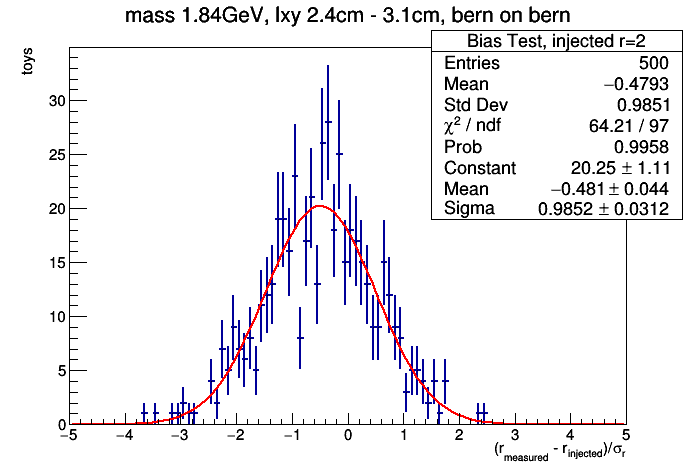 mass 1.84GeV, lxy 2.4cm - 3.1cm, bern on bern
Bias Test, injected r=2
Entries 500
Mean −0.4793
Std Dev 0.9851
χ² / ndf 64.21 / 97
Prob 0.9958
Constant 20.25 ± 1.11
Mean −0.481 ± 0.044
Sigma 0.9852 ± 0.0312
toys
30
25
20
15
10
5
0
−5 −4 −3 −2 −1 0 1 2 3 4 5
(r_measured - r_injected)/σ_r